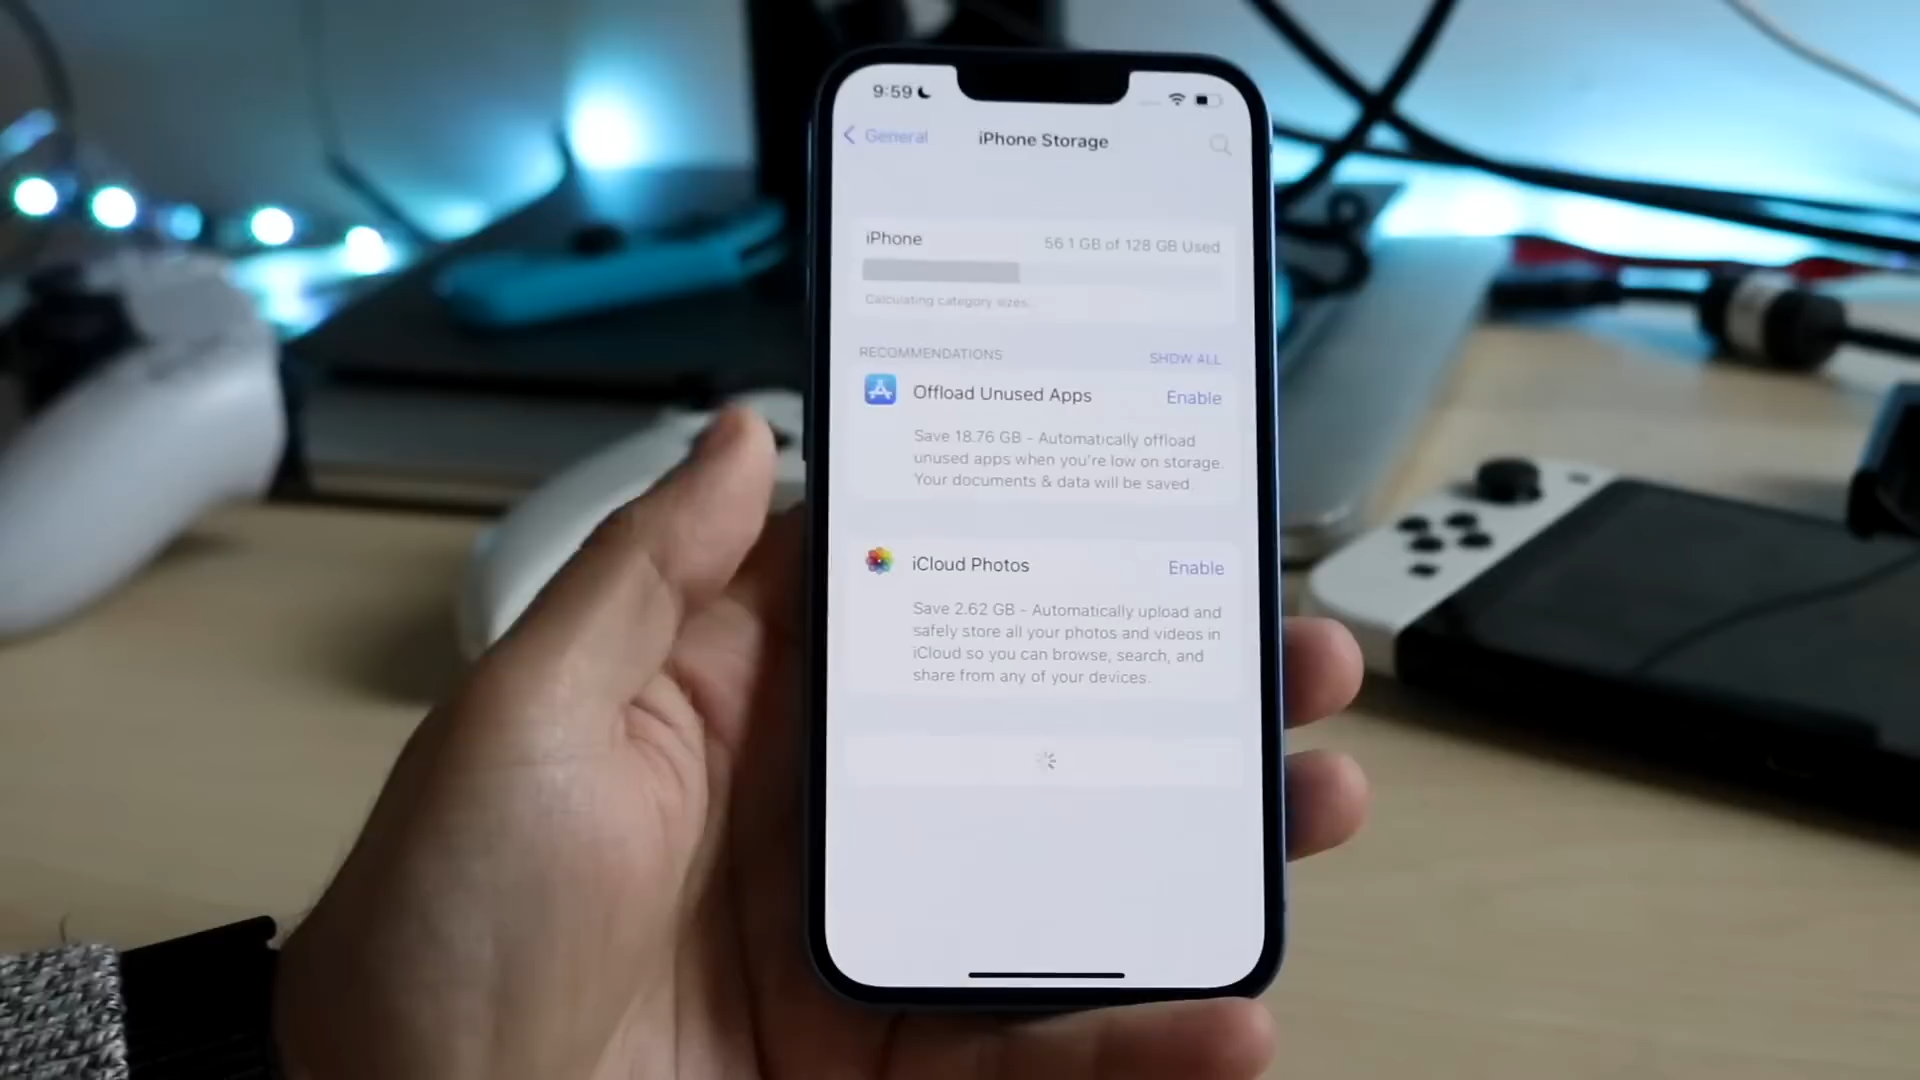 9:59
General
iPhone Storage
iPhone
56.1 GB of 128 GB Used
Calculating category sizes...
RECOMMENDATIONS
SHOW ALL
Offload Unused Apps
Enable
Save 18.76 GB - Automatically offload
unused apps when you're low on storage.
Your documents & data will be saved.
iCloud Photos
Enable
Save 2.62 GB - Automatically upload and
safely store all your photos and videos in
iCloud so you can browse, search, and
share from any of your devices.